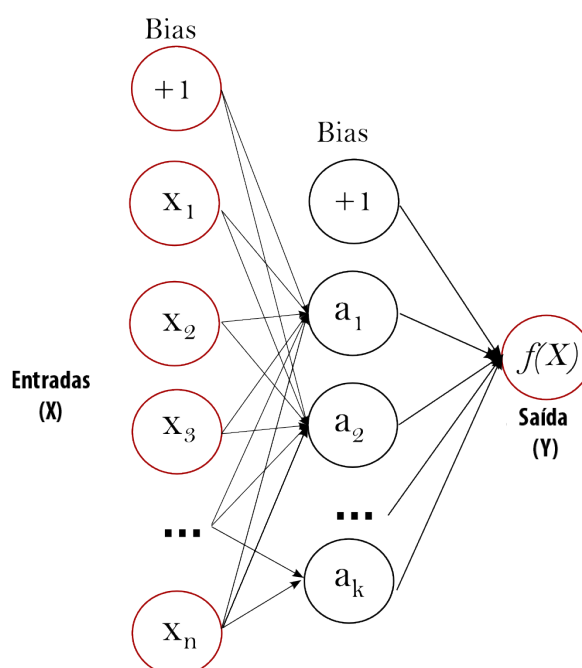 Bias
+1
x₁
x₂
x₃
...
xₙ
Entradas
(X)
Bias
+1
a₁
a₂
...
aₖ
f(X)
Saída
(Y)